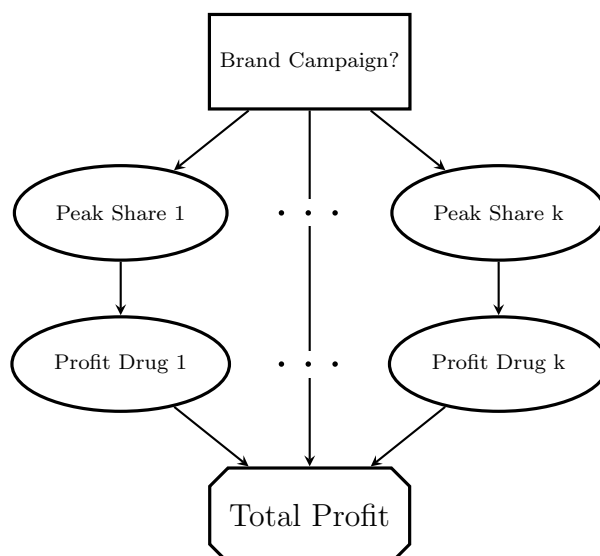 Brand Campaign?
Peak Share 1
. . .
Peak Share k
Profit Drug 1
. . .
Profit Drug k
Total Profit